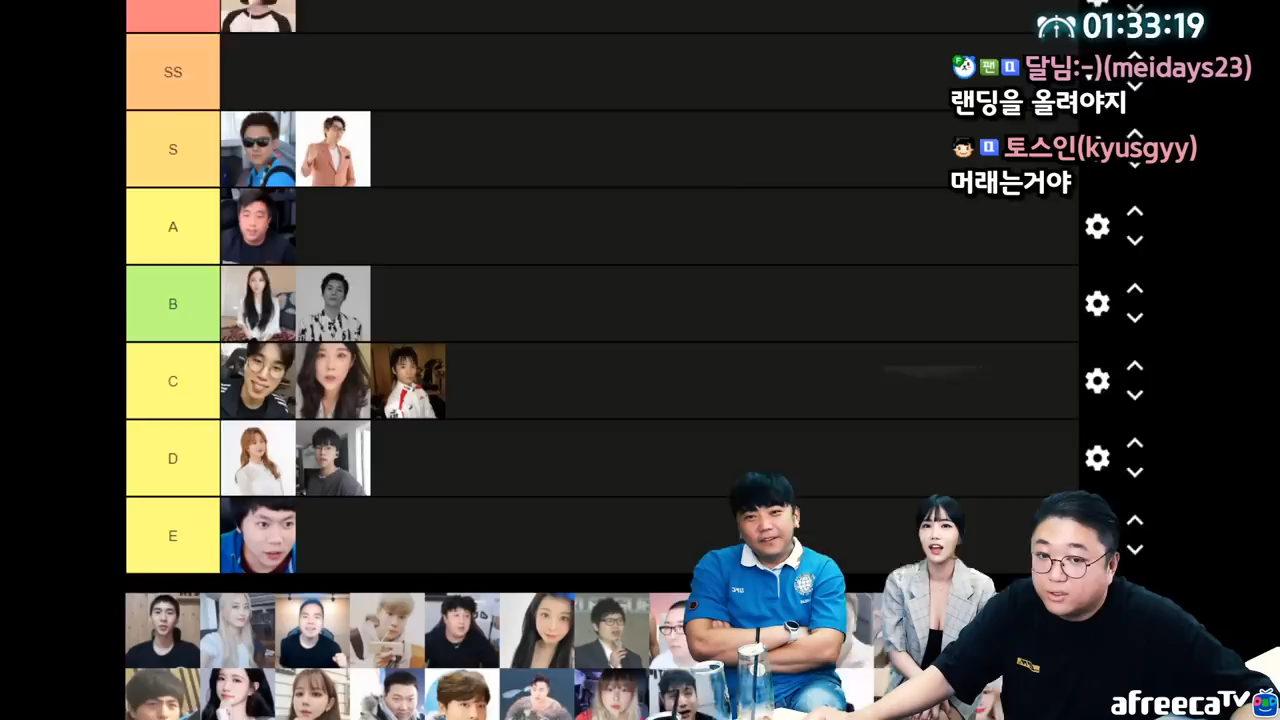 01:33:19
SS
팬 달님:-)(meidays23)
랜딩을 올려야지
S
토스인(kyusgyy)
머래는거야
A
B
C
D
E
afreecaTV